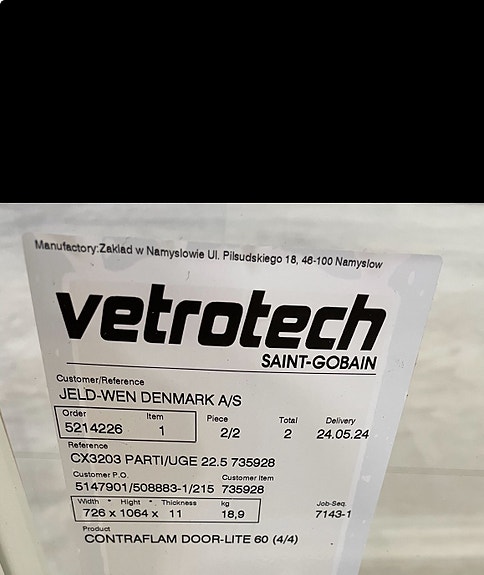 Manufactory:Zaklad w Namyslowie Ul. Pilsudskiego 18, 46-100 Namyslow
vetrotech
SAINT-GOBAIN
Customer/Reference
JELD-WEN DENMARK A/S
Order Item Piece Total Delivery
5214226 1 2/2 2 24.05.24
Reference
CX3203 PARTI/UGE 22.5 735928
Customer P.O. Customer Item
5147901/508883-1/215 735928
Width * Hight * Thickness kg Job-Seq.
726 x 1064 x 11 18,9 7143-1
Product
CONTRAFLAM DOOR-LITE 60 (4/4)